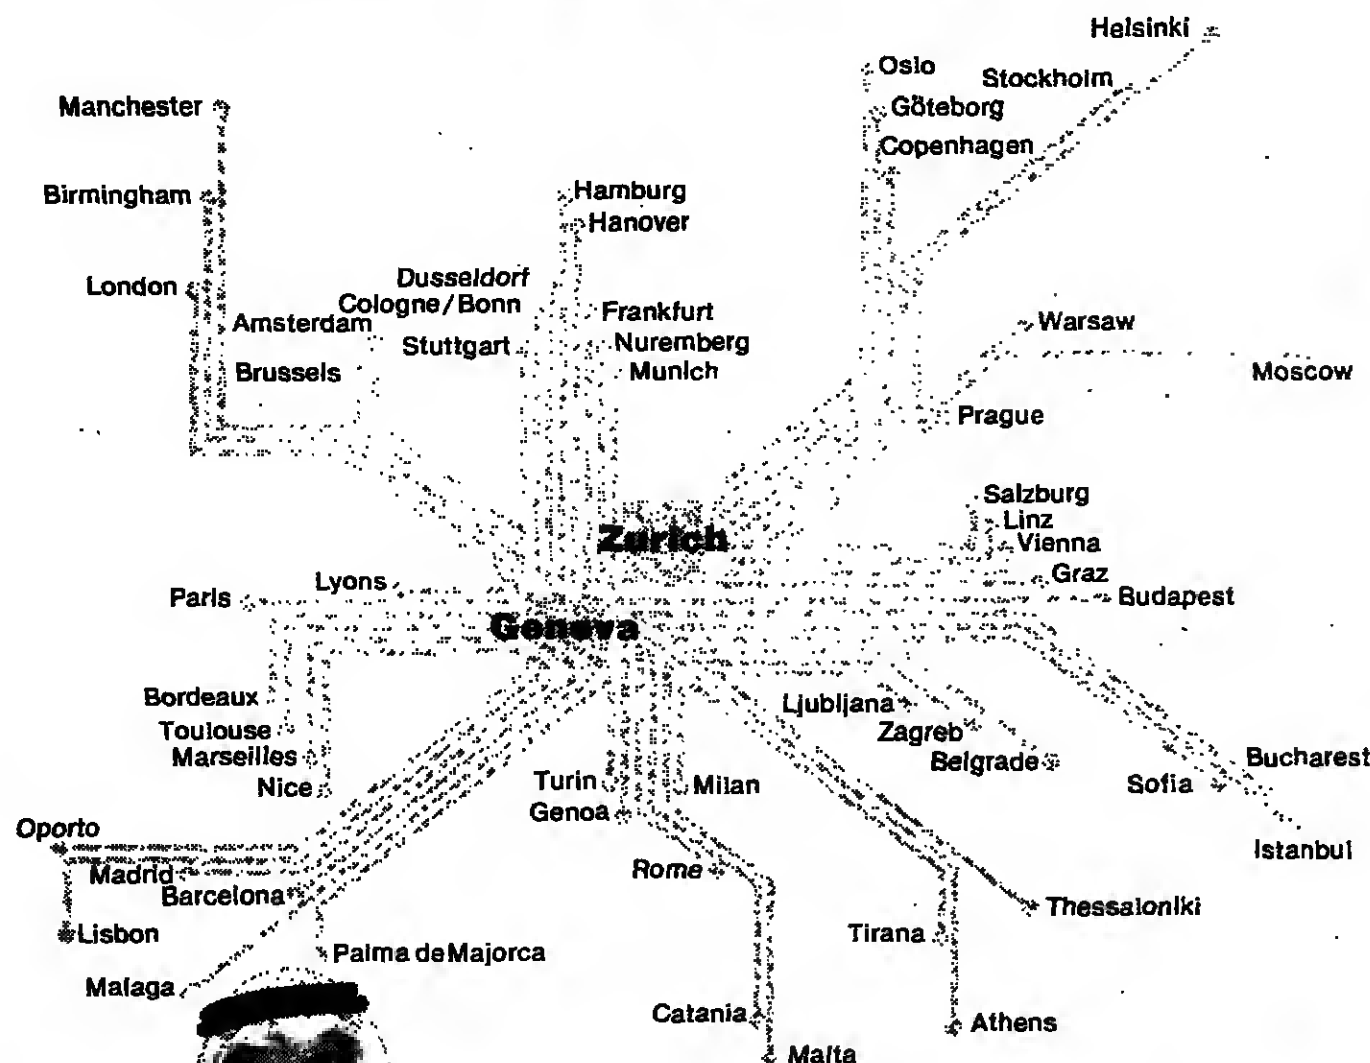 Helsinki
Oslo
Stockholm
Manchester
Göteborg
Copenhagen
Birmingham
Hamburg
Hanover
Dusseldorf
London
Cologne/Bonn
Frankfurt
Amsterdam
Warsaw
Stuttgart
Nuremberg
Brussels
Munich
Moscow
Prague
Salzburg
Linz
Zurich
Vienna
Lyons
Graz
Paris
Budapest
Geneva
Bordeaux
Ljubljana
Toulouse
Zagreb
Marseilles
Belgrade
Bucharest
Nice
Turin
Milan
Sofia
Genoa
Oporto
Istanbul
Madrid
Rome
Barcelona
Thessaloniki
Lisbon
Tirana
Palma de Majorca
Malaga
Catania
Athens
Malta